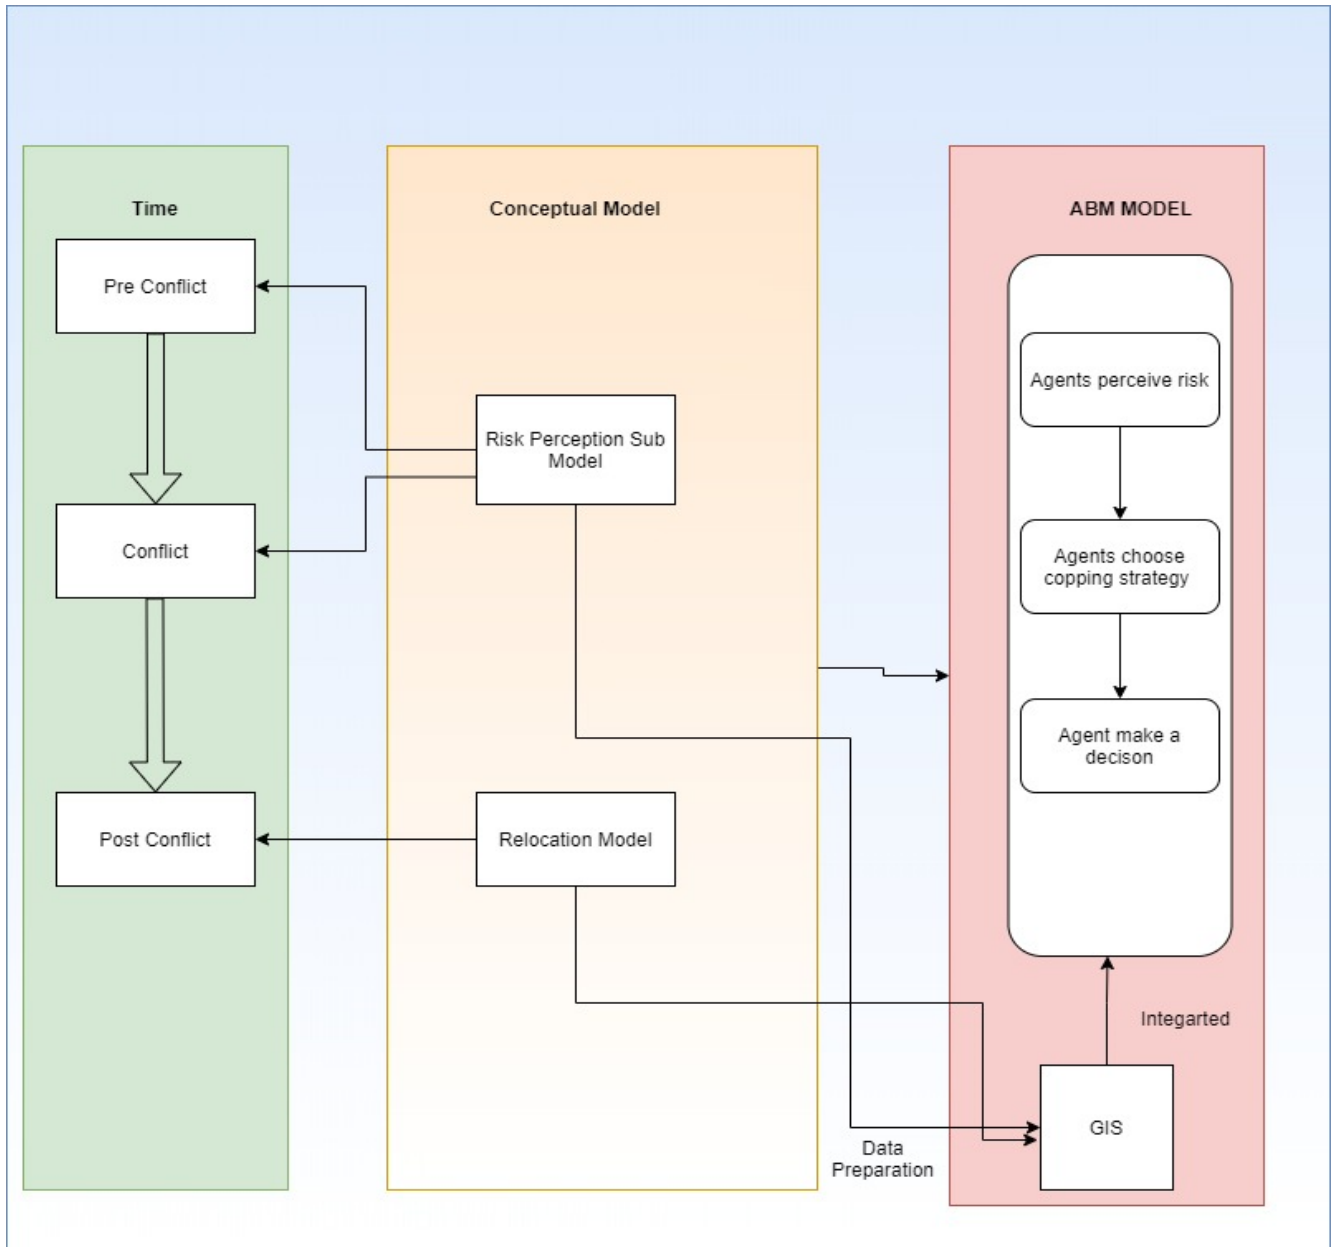 Time
Pre Conflict
Conflict
Post Conflict
Conceptual Model
Risk Perception Sub
Model
Relocation Model
ABM MODEL
Agents perceive risk
Agents choose
copping strategy
Agent make a
decison
Integarted
GIS
Data
Preparation